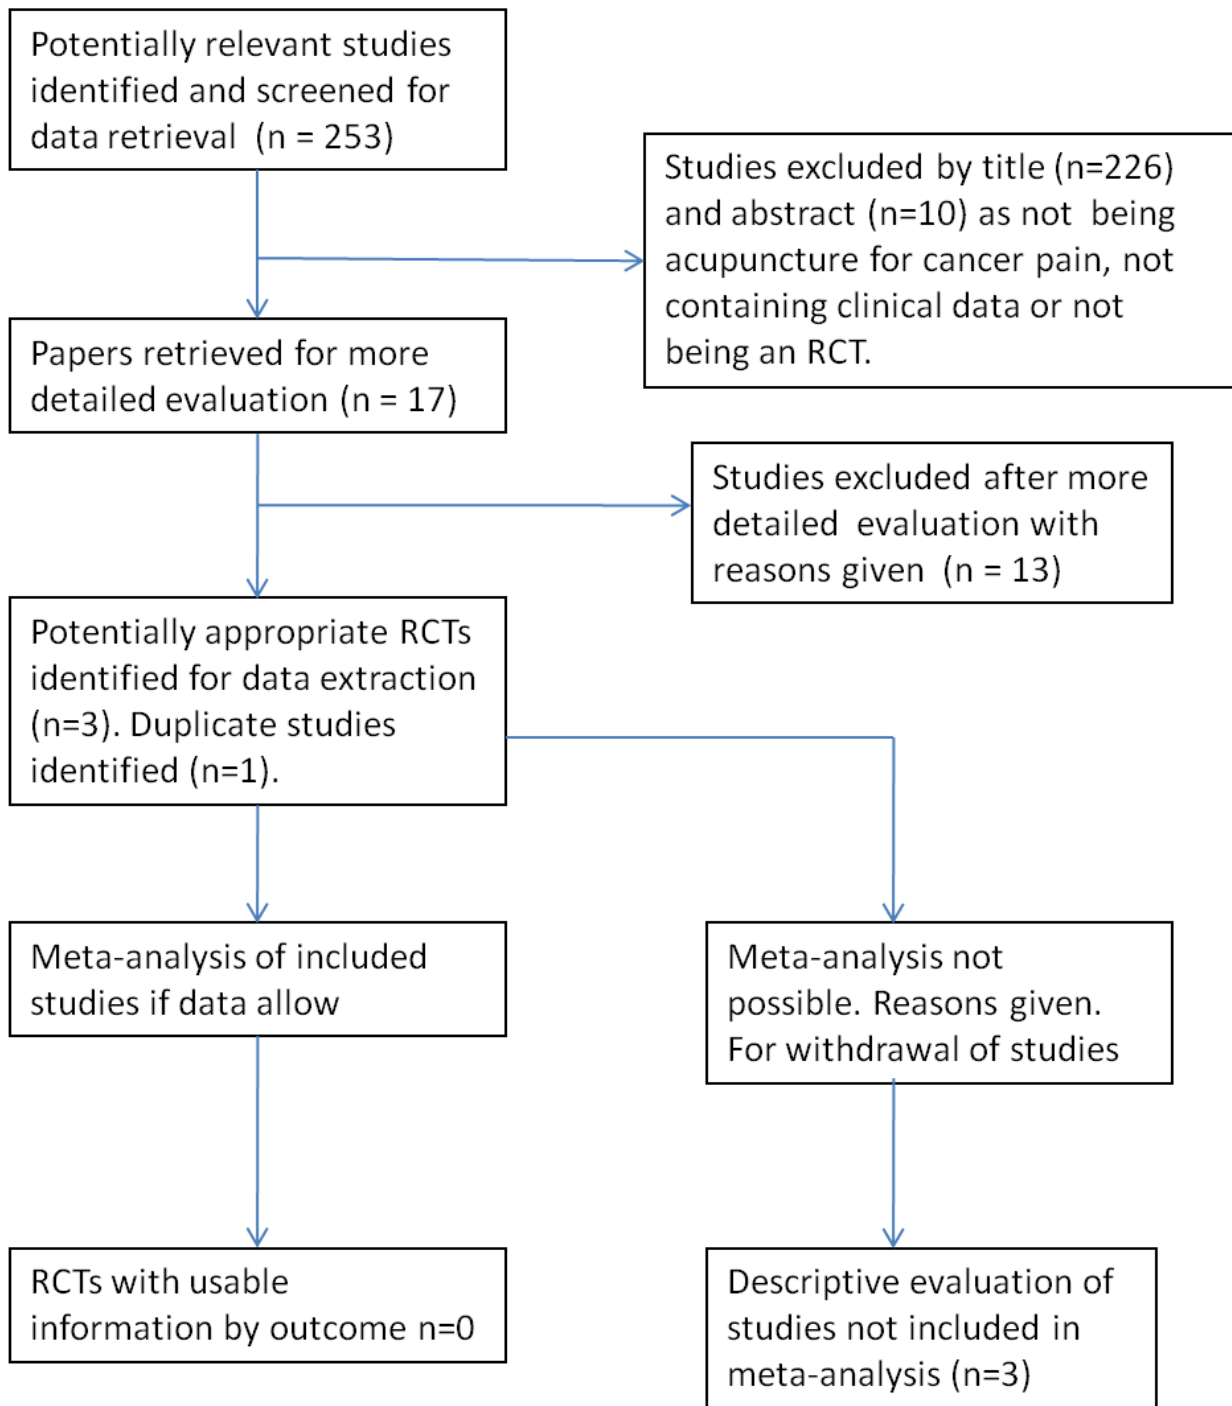 Potentially relevant studies
identified and screened for
data retrieval  (n = 253)
Studies excluded by title (n=226)
and abstract (n=10) as not  being
acupuncture for cancer pain, not
containing clinical data or not
being an RCT.
Papers retrieved for more
detailed evaluation (n = 17)
Studies excluded after more
detailed  evaluation with
reasons given  (n = 13)
Potentially appropriate RCTs
identified for data extraction
(n=3). Duplicate studies
identified (n=1).
Meta-analysis of included
studies if data allow
Meta-analysis not
possible. Reasons given.
For withdrawal of studies
RCTs with usable
information by outcome n=0
Descriptive evaluation of
studies not included in
meta-analysis (n=3)